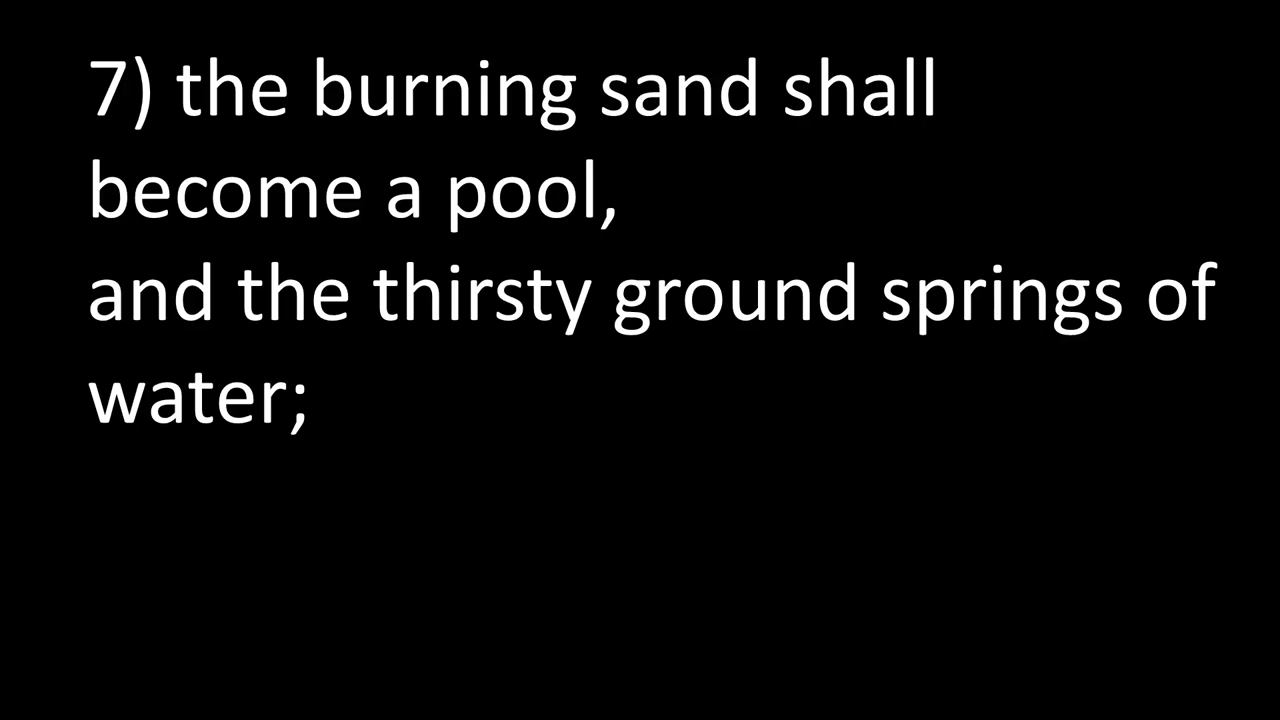 7) the burning sand shall
become a pool,
and the thirsty ground springs of
water;